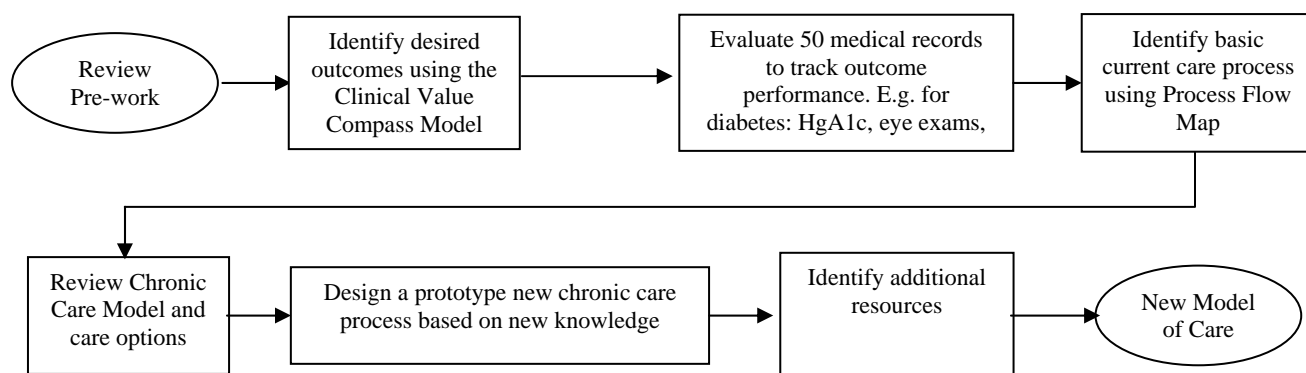 Review
Pre-work
Identify desired
outcomes using the
Clinical Value
Compass Model
Evaluate 50 medical records
to track outcome
performance. E.g. for
diabetes: HgA1c, eye exams,
Identify basic
current care process
using Process Flow
Map
Review Chronic
Care Model and
care options
Design a prototype new chronic care
process based on new knowledge
Identify additional
resources
New Model
of Care